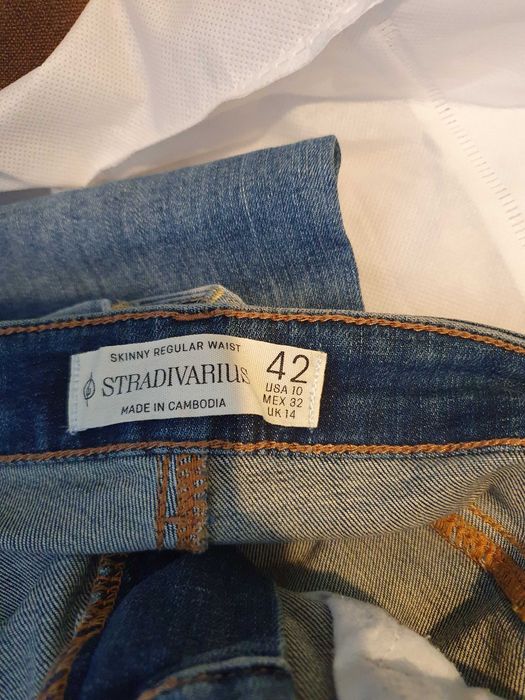 SKINNY REGULAR WAIST
STRADIVARIUS
MADE IN CAMBODIA
42
USA 10
MEX 32
UK 14